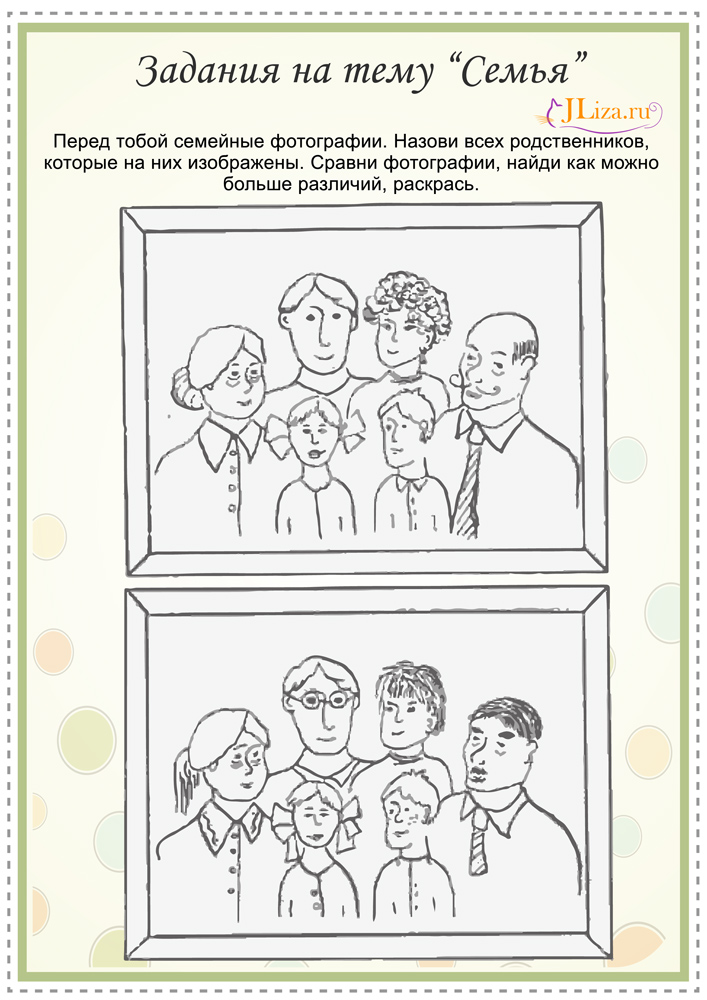 Задания на тему “Семья”
JLiza.ru
Перед тобой семейные фотографии. Назови всех родственников,
которые на них изображены. Сравни фотографии, найди как можно
больше различий, раскрась.